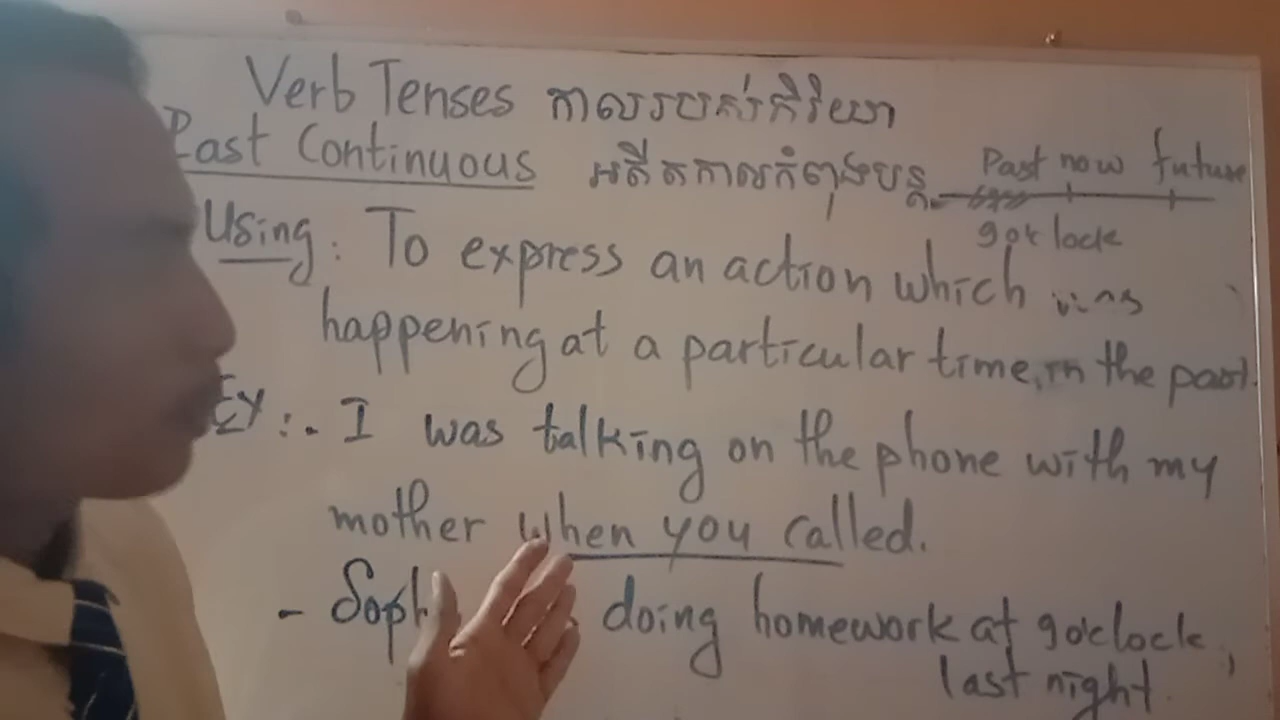 Verb Tenses កាលរបស់កិរិយា
Past Continuous អតីតកាលកំពុងបន្ត
Past now future
9 o'clock
Using : To express an action which was
happening at a particular time, in the past.
Ex : - I was talking on the phone with my
mother when you called.
- doing homework at 9 o'clock,
last night.